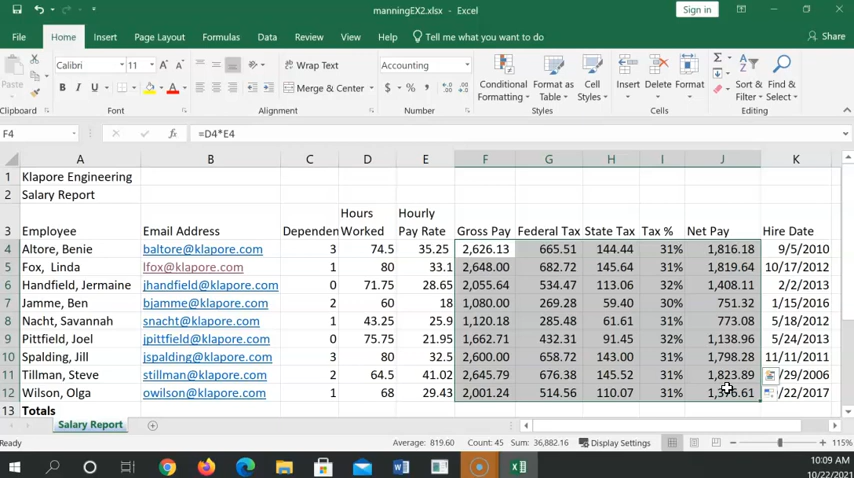 manningEX2.xlsx - Excel
Sign in
File Home Insert Page Layout Formulas Data Review View Help Tell me what you want to do Share
Calibri 11 A A Wrap Text Accounting Σ
Paste B I U A Merge & Center $ % , Conditional Formatting Format as Table Cell Styles Insert Delete Format Sort & Filter Find & Select
Clipboard Font Alignment Number Styles Cells Editing
F4 fx =D4*E4
A B C D E F G H I J K
1 Klapore Engineering
2 Salary Report
Hours Hourly
3 Employee Email Address Dependen Worked Pay Rate Gross Pay Federal Tax State Tax Tax % Net Pay Hire Date
4 Altore, Benie baltore@klapore.com 3 74.5 35.25 2,626.13 665.51 144.44 31% 1,816.18 9/5/2010
5 Fox, Linda lfox@klapore.com 1 80 33.1 2,648.00 682.72 145.64 31% 1,819.64 10/17/2012
6 Handfield, Jermaine jhandfield@klapore.com 0 71.75 28.65 2,055.64 534.47 113.06 32% 1,408.11 2/2/2013
7 Jamme, Ben bjamme@klapore.com 2 60 18 1,080.00 269.28 59.40 30% 751.32 1/15/2016
8 Nacht, Savannah snacht@klapore.com 1 43.25 25.9 1,120.18 285.48 61.61 31% 773.08 5/18/2012
9 Pittfield, Joel jpittfield@klapore.com 0 75.75 21.95 1,662.71 432.31 91.45 32% 1,138.96 5/24/2013
10 Spalding, Jill jspalding@klapore.com 3 80 32.5 2,600.00 658.72 143.00 31% 1,798.28 11/11/2011
11 Tillman, Steve stillman@klapore.com 2 64.5 41.02 2,645.79 676.38 145.52 31% 1,823.89 /29/2006
12 Wilson, Olga owilson@klapore.com 1 68 29.43 2,001.24 514.56 110.07 31% /22/2017
13 Totals
Salary Report
Ready Average: 819.60 Count: 45 Sum: 36,882.16 Display Settings 115%
10:09 AM
10/22/2021